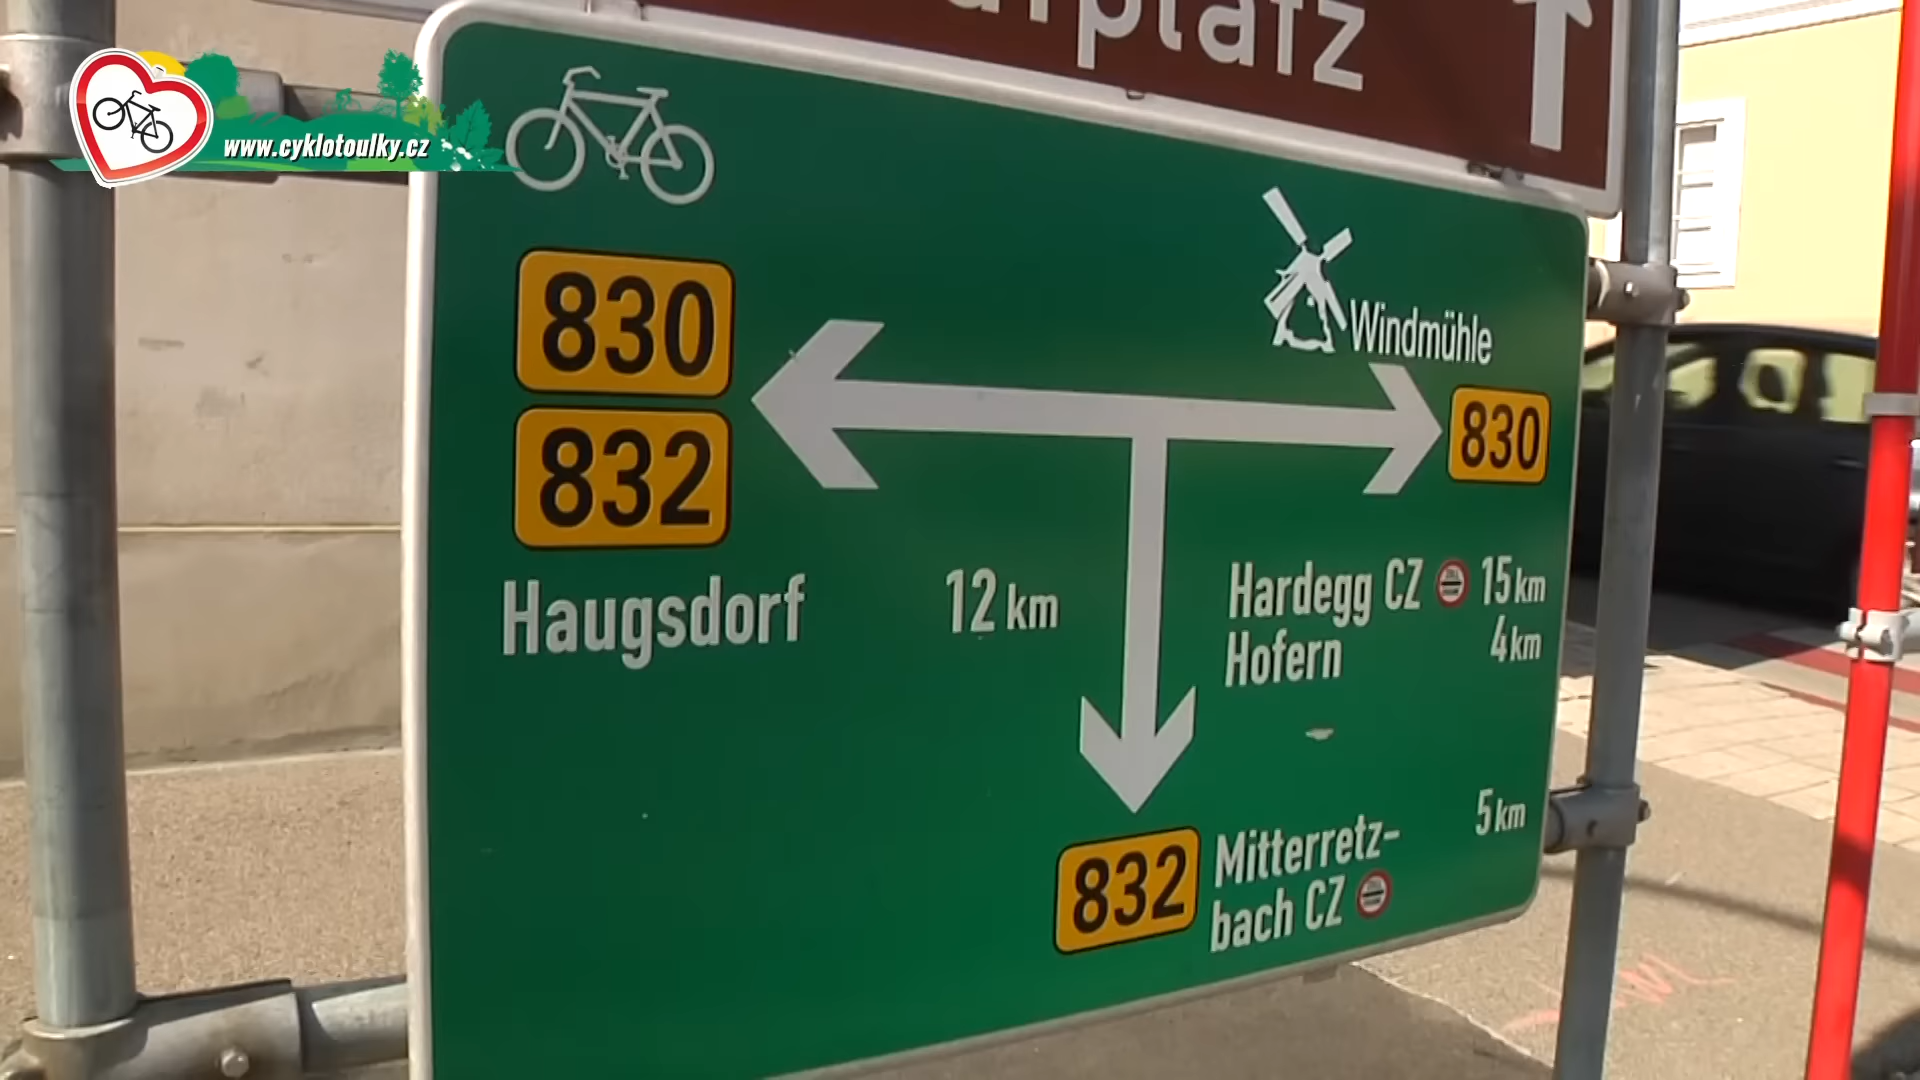 www.cyklotoulky.cz
830
832
Windmühle
830
Haugsdorf 12 km
Hardegg CZ 15 km
Hofern 4 km
832
Mitterretz- 5 km
bach CZ